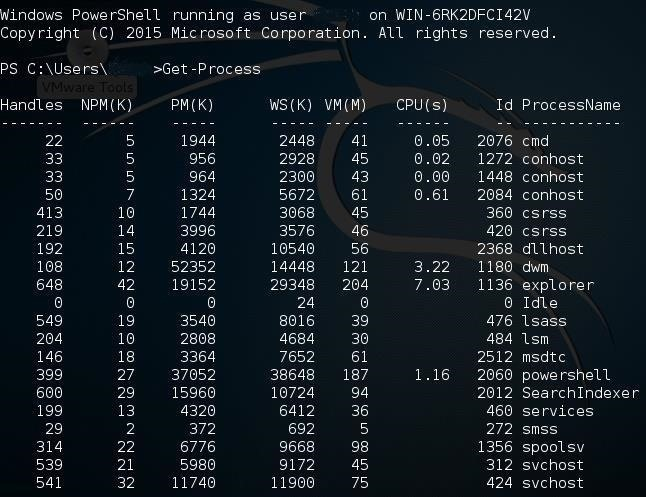 Windows PowerShell running as user on WIN-6RK2DFCI42V
Copyright (C) 2015 Microsoft Corporation. All rights reserved.
PS C:\Users\ >Get-Process
VMware Tools
Handles NPM(K) PM(K) WS(K) VM(M) CPU(s) Id ProcessName
------- ------ ----- ----- ----- ------ -- -----------
22 5 1944 2448 41 0.05 2076 cmd
33 5 956 2928 45 0.02 1272 conhost
33 5 964 2300 43 0.00 1448 conhost
50 7 1324 5672 61 0.61 2084 conhost
413 10 1744 3068 45 360 csrss
219 14 3996 3576 46 420 csrss
192 15 4120 10540 56 2368 dllhost
108 12 52352 14448 121 3.22 1180 dwm
648 42 19152 29348 204 7.03 1136 explorer
0 0 0 24 0 0 Idle
549 19 3540 8016 39 476 lsass
204 10 2808 4684 30 484 lsm
146 18 3364 7652 61 2512 msdtc
399 27 37052 38648 187 1.16 2060 powershell
600 29 15960 10724 94 2012 SearchIndexer
199 13 4320 6412 36 460 services
29 2 372 692 5 272 smss
314 22 6776 9668 98 1356 spoolsv
539 21 5980 9172 45 312 svchost
541 32 11740 11900 75 424 svchost